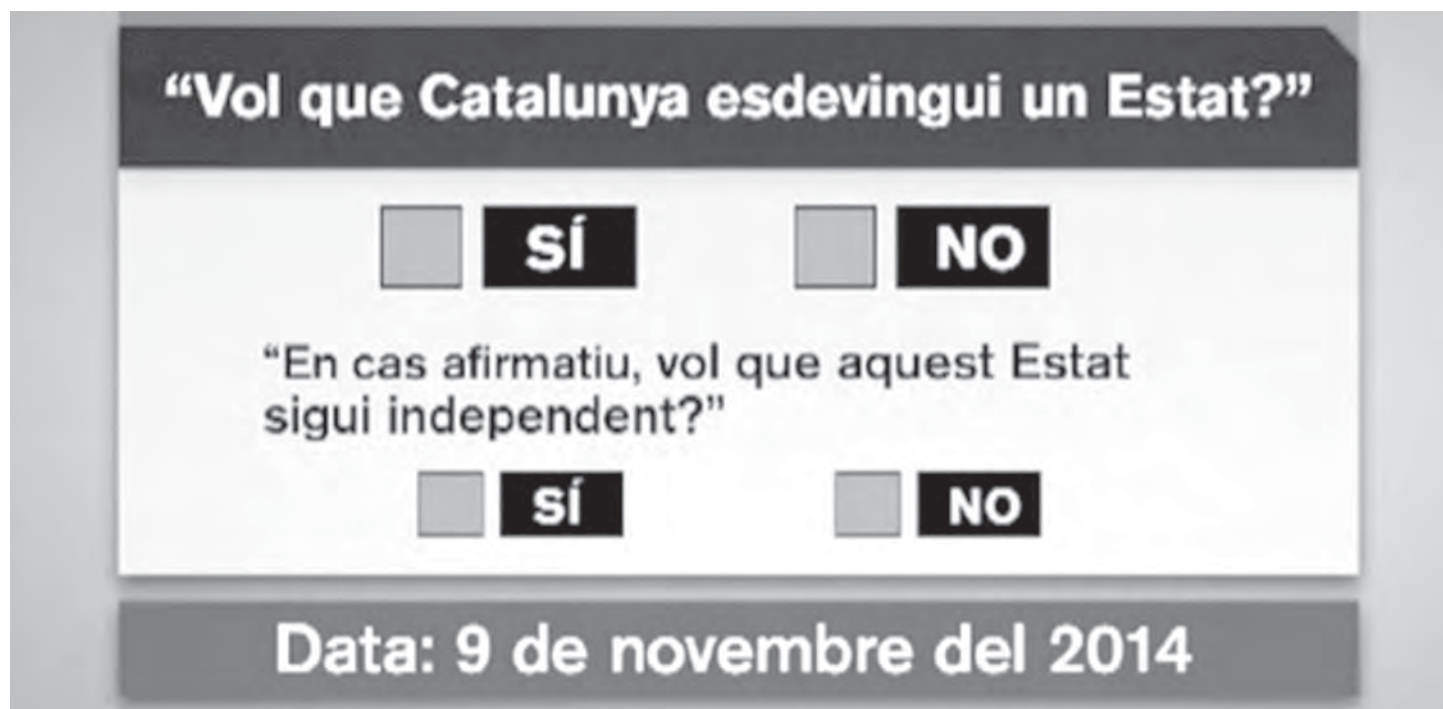 “Vol que Catalunya esdevingui un Estat?”
SÍ NO
“En cas afirmatiu, vol que aquest Estat
sigui independent?”
SÍ NO
Data: 9 de novembre del 2014